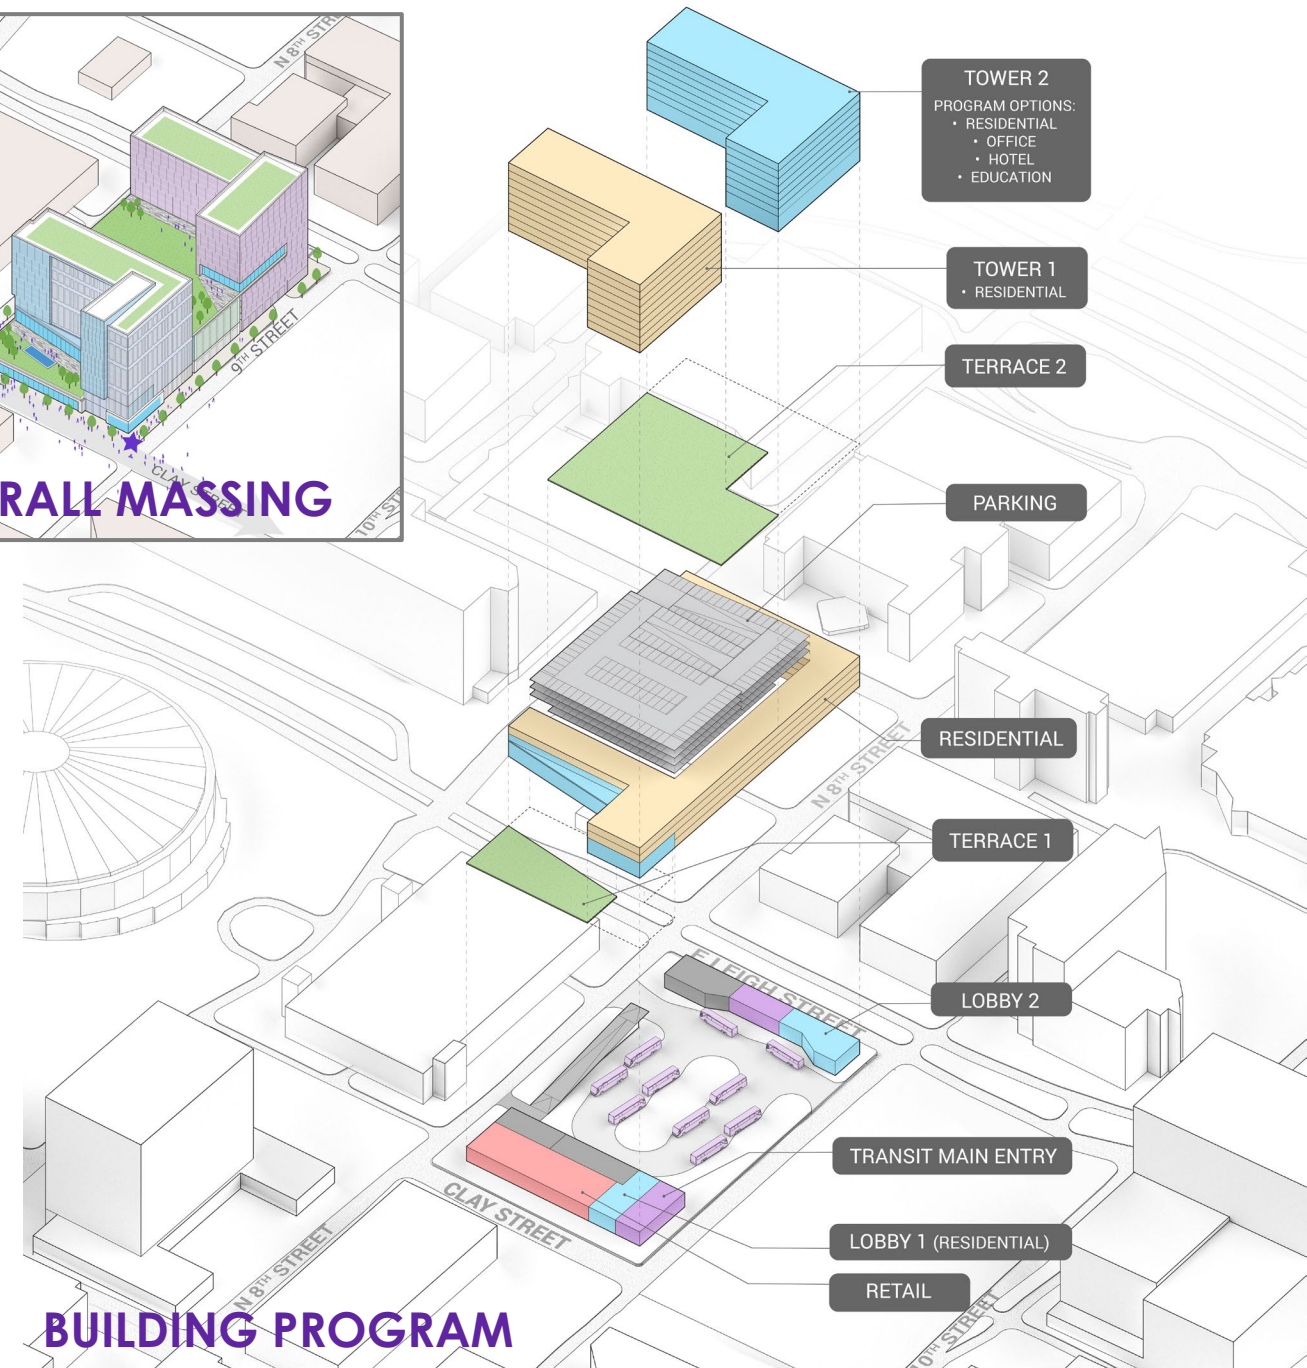 N 8TH STRE
9TH STREET
CLAY STREET
10TH ST
RALL MASSING
TOWER 2
PROGRAM OPTIONS:
• RESIDENTIAL
• OFFICE
• HOTEL
• EDUCATION
TOWER 1
• RESIDENTIAL
TERRACE 2
PARKING
RESIDENTIAL
N 8TH STREET
TERRACE 1
E LEIGH STREET
LOBBY 2
TRANSIT MAIN ENTRY
CLAY STREET
LOBBY 1 (RESIDENTIAL)
N 8TH STREET
RETAIL
10TH STREET
BUILDING PROGRAM